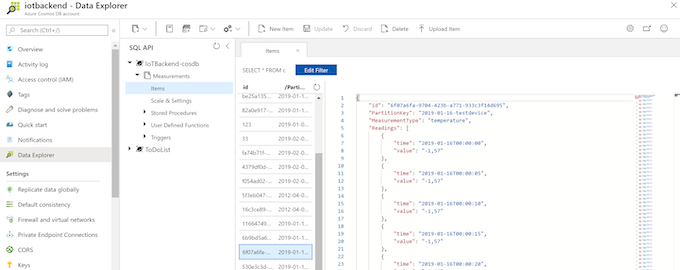 iotbackend - Data Explorer
Azure Cosmos DB account
Search (Ctrl+/)
Overview
Activity log
Access control (IAM)
Tags
Diagnose and solve problems
Quick start
Notifications
Data Explorer
Settings
Replicate data globally
Default consistency
Firewall and virtual networks
Private Endpoint Connections
CORS
Keys
New Item
Update
Discard
Delete
Upload Item
SQL API
IoTBackend-cosdb
Measurements
Items
Scale & Settings
Stored Procedures
User Defined Functions
Triggers
ToDoList
Items
SELECT * FROM c
Edit Filter
id /Parti...
be25a135... 2019-01-1...
82a0e917-... 2019-01-1...
123 2019-01-0...
33 2019-02-0...
fa74b71f-... 2019-02-0...
4379df0d-... 2019-02-0...
f054ad02-... 2019-02-0...
5f3eb047-... 2012-04-0...
16c3ce89-... 2012-04-0...
11664749... 2019-01-1...
6b9bd5a6... 2019-01-1...
6f07a6fa-... 2019-01-1...
530e3c3d-... 2019-01-1...
1 {
2 "id": "6f07a6fa-9704-423b-a771-933c3f14d695",
3 "PartitionKey": "2019-01-16-testdevice",
4 "MeasurementType": "temperature",
5 "Readings": [
6 {
7 "time": "2019-01-16T00:00:00",
8 "value": "-1,57"
9 },
10 {
11 "time": "2019-01-16T00:00:05",
12 "value": "-1,57"
13 },
14 {
15 "time": "2019-01-16T00:00:10",
16 "value": "-1,57"
17 },
18 {
19 "time": "2019-01-16T00:00:15",
20 "value": "-1,57"
21 },
22 {
23 "time": "2019-01-16T00:00:20",